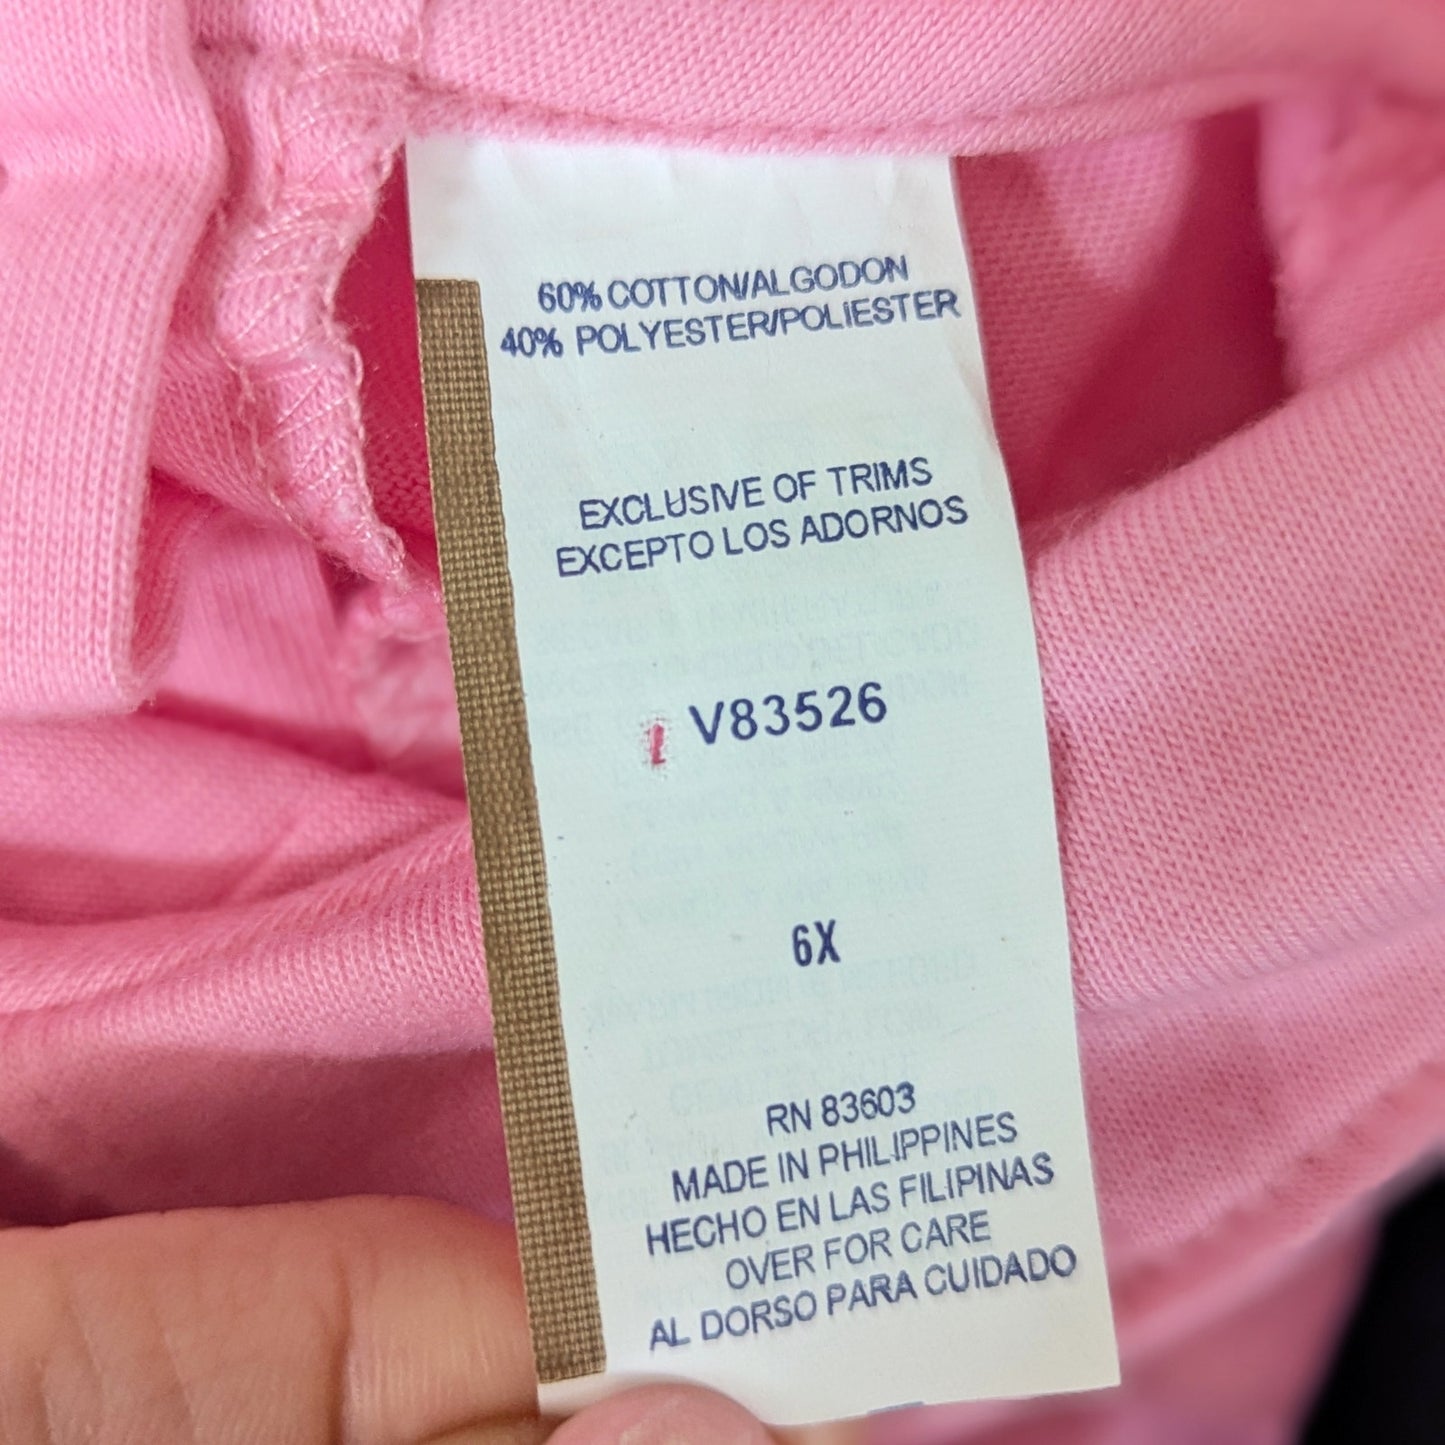 60% COTTON/ALGODON
40% POLYESTER/POLIESTER
EXCLUSIVE OF TRIMS
EXCEPTO LOS ADORNOS
V83526
6X
RN 83603
MADE IN PHILIPPINES
HECHO EN LAS FILIPINAS
OVER FOR CARE
AL DORSO PARA CUIDADO